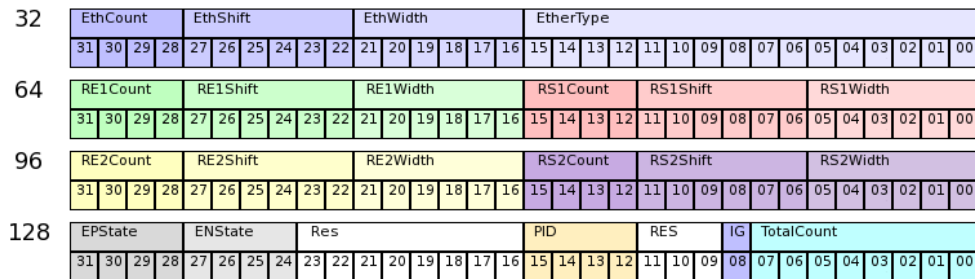 32 EthCount EthShift EthWidth EtherType
31 30 29 28 27 26 25 24 23 22 21 20 19 18 17 16 15 14 13 12 11 10 09 08 07 06 05 04 03 02 01 00
64 RE1Count RE1Shift RE1Width RS1Count RS1Shift RS1Width
31 30 29 28 27 26 25 24 23 22 21 20 19 18 17 16 15 14 13 12 11 10 09 08 07 06 05 04 03 02 01 00
96 RE2Count RE2Shift RE2Width RS2Count RS2Shift RS2Width
31 30 29 28 27 26 25 24 23 22 21 20 19 18 17 16 15 14 13 12 11 10 09 08 07 06 05 04 03 02 01 00
128 EPState ENState Res PID RES IG TotalCount
31 30 29 28 27 26 25 24 23 22 21 20 19 18 17 16 15 14 13 12 11 10 09 08 07 06 05 04 03 02 01 00